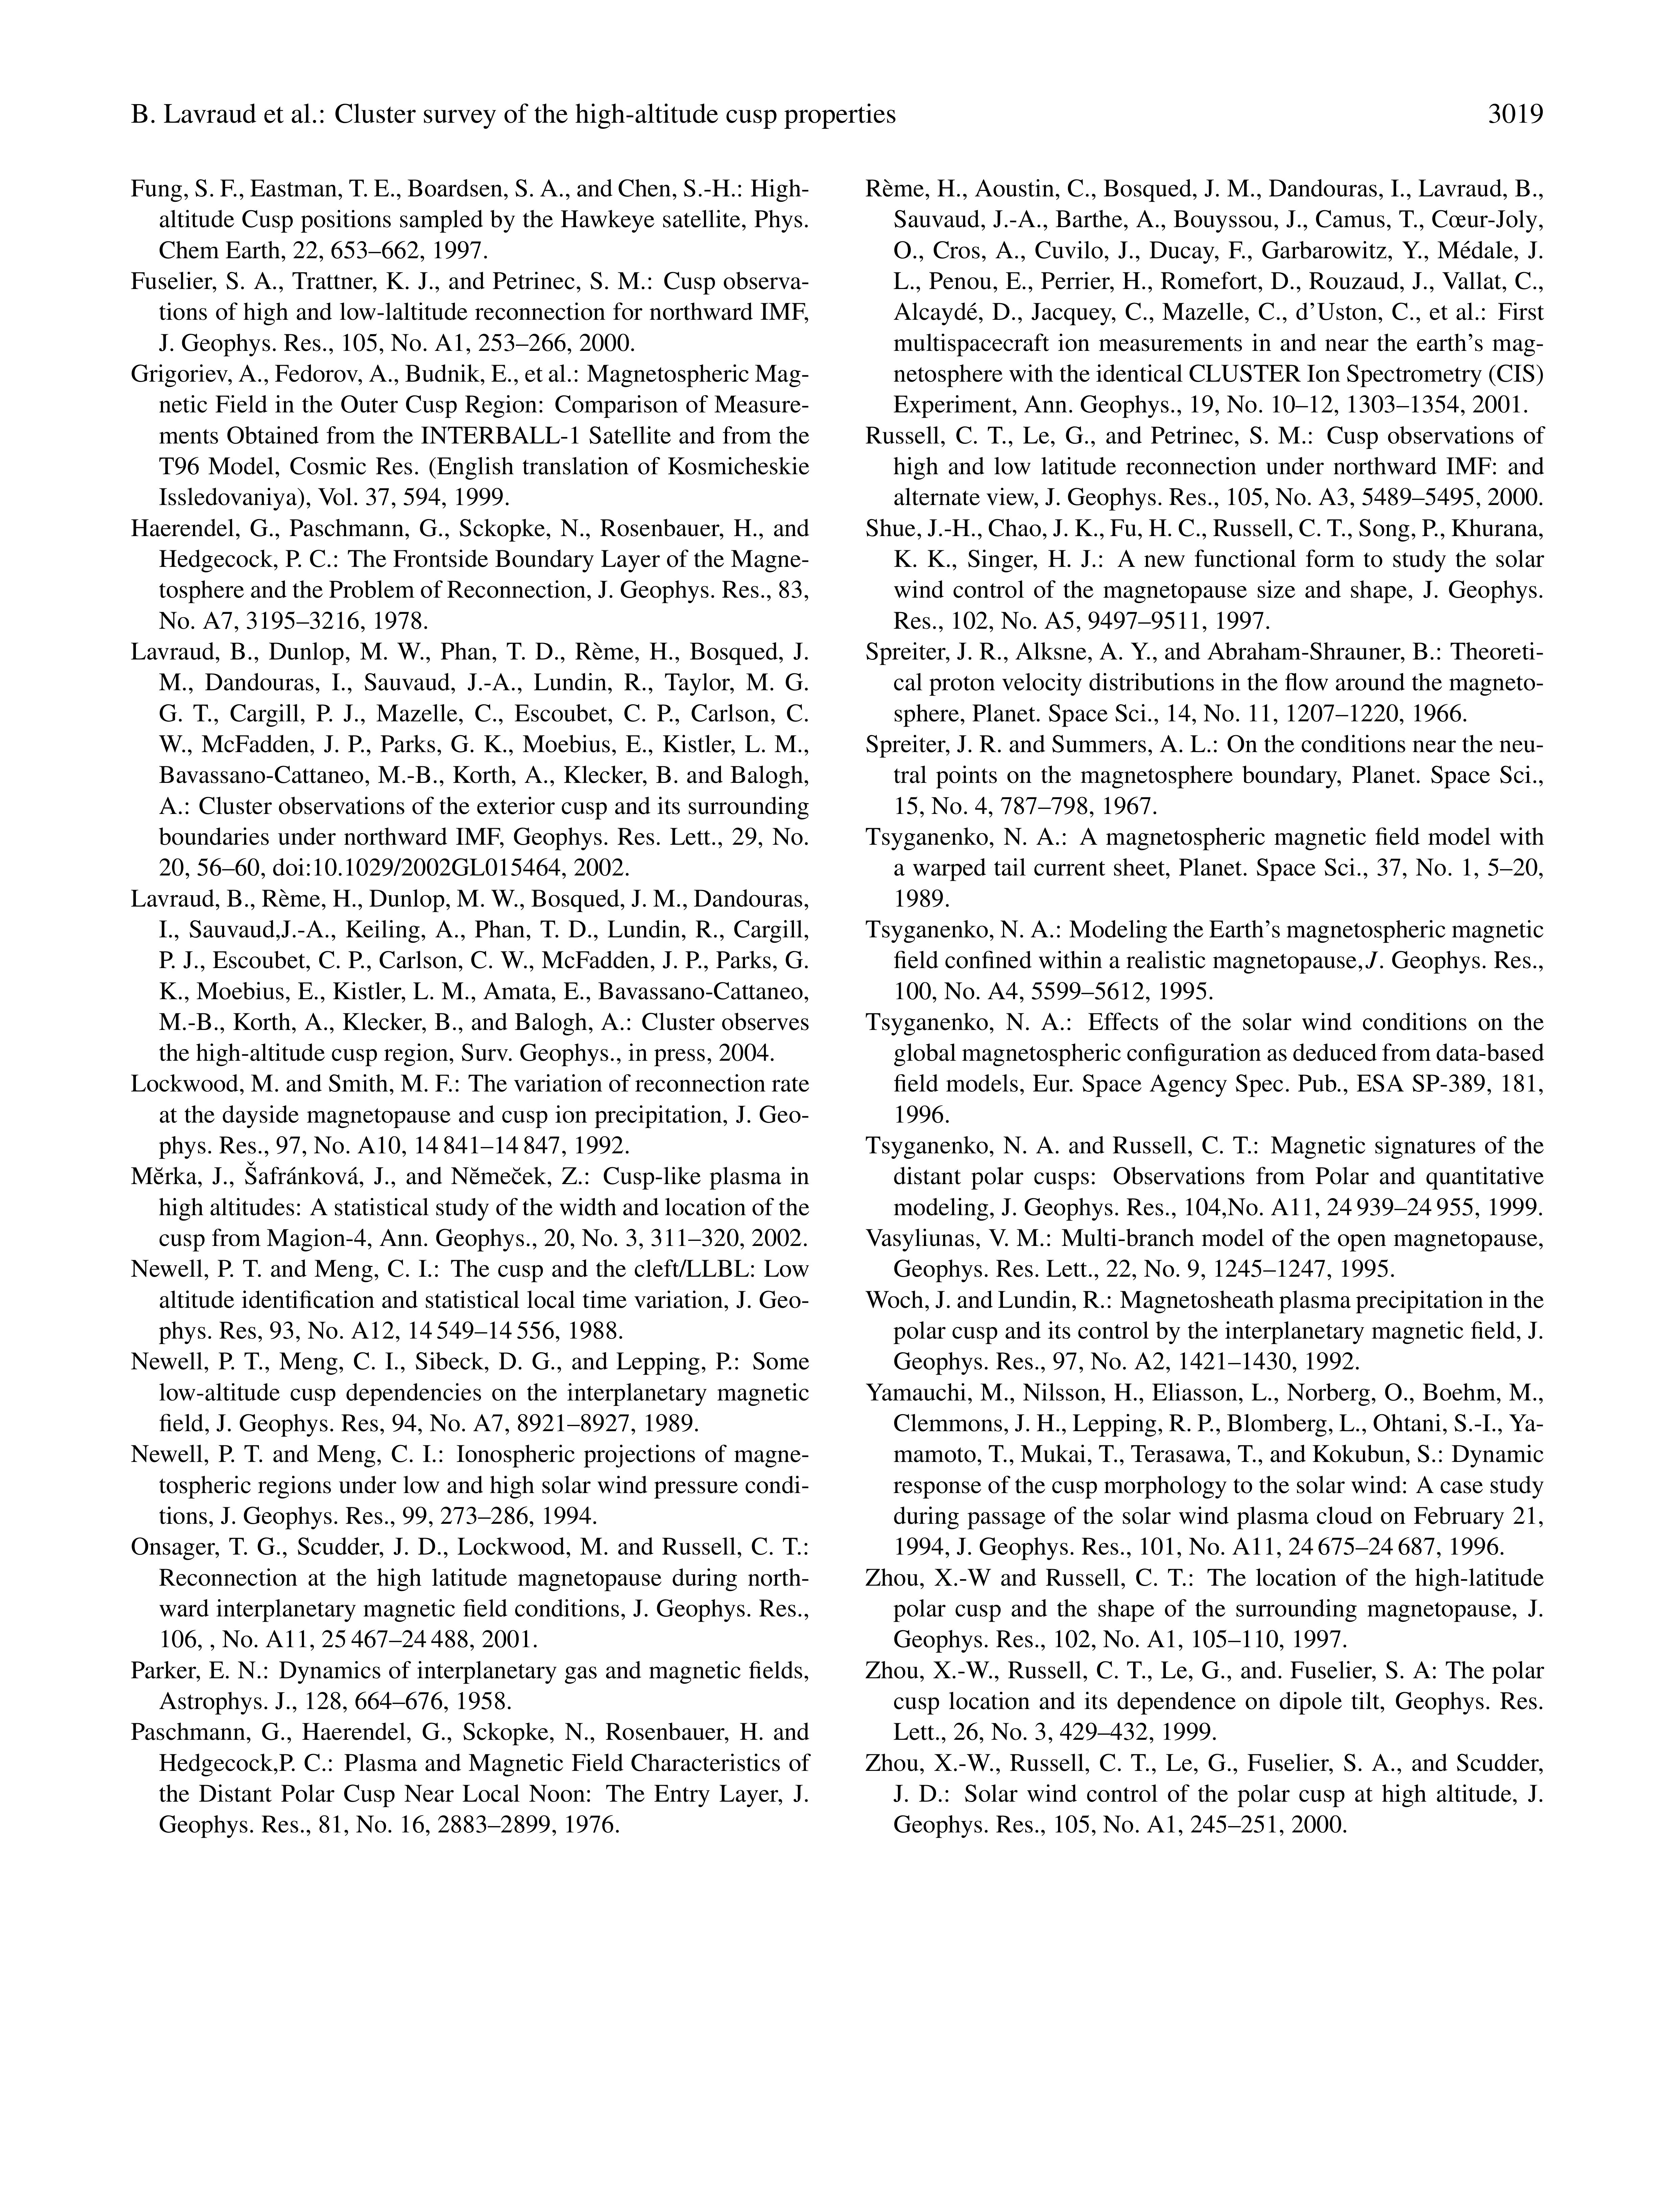 B. Lavraud et al.: Cluster survey of the high-altitude cusp properties 3019
Fung, S. F., Eastman, T. E., Boardsen, S. A., and Chen, S.-H.: High-
altitude Cusp positions sampled by the Hawkeye satellite, Phys.
Chem Earth, 22, 653–662, 1997.
Fuselier, S. A., Trattner, K. J., and Petrinec, S. M.: Cusp observa-
tions of high and low-laltitude reconnection for northward IMF,
J. Geophys. Res., 105, No. A1, 253–266, 2000.
Grigoriev, A., Fedorov, A., Budnik, E., et al.: Magnetospheric Mag-
netic Field in the Outer Cusp Region: Comparison of Measure-
ments Obtained from the INTERBALL-1 Satellite and from the
T96 Model, Cosmic Res. (English translation of Kosmicheskie
Issledovaniya), Vol. 37, 594, 1999.
Haerendel, G., Paschmann, G., Sckopke, N., Rosenbauer, H., and
Hedgecock, P. C.: The Frontside Boundary Layer of the Magne-
tosphere and the Problem of Reconnection, J. Geophys. Res., 83,
No. A7, 3195–3216, 1978.
Lavraud, B., Dunlop, M. W., Phan, T. D., Rème, H., Bosqued, J.
M., Dandouras, I., Sauvaud, J.-A., Lundin, R., Taylor, M. G.
G. T., Cargill, P. J., Mazelle, C., Escoubet, C. P., Carlson, C.
W., McFadden, J. P., Parks, G. K., Moebius, E., Kistler, L. M.,
Bavassano-Cattaneo, M.-B., Korth, A., Klecker, B. and Balogh,
A.: Cluster observations of the exterior cusp and its surrounding
boundaries under northward IMF, Geophys. Res. Lett., 29, No.
20, 56–60, doi:10.1029/2002GL015464, 2002.
Lavraud, B., Rème, H., Dunlop, M. W., Bosqued, J. M., Dandouras,
I., Sauvaud,J.-A., Keiling, A., Phan, T. D., Lundin, R., Cargill,
P. J., Escoubet, C. P., Carlson, C. W., McFadden, J. P., Parks, G.
K., Moebius, E., Kistler, L. M., Amata, E., Bavassano-Cattaneo,
M.-B., Korth, A., Klecker, B., and Balogh, A.: Cluster observes
the high-altitude cusp region, Surv. Geophys., in press, 2004.
Lockwood, M. and Smith, M. F.: The variation of reconnection rate
at the dayside magnetopause and cusp ion precipitation, J. Geo-
phys. Res., 97, No. A10, 14 841–14 847, 1992.
Mĕrka, J., Šafránková, J., and Nĕmeček, Z.: Cusp-like plasma in
high altitudes: A statistical study of the width and location of the
cusp from Magion-4, Ann. Geophys., 20, No. 3, 311–320, 2002.
Newell, P. T. and Meng, C. I.: The cusp and the cleft/LLBL: Low
altitude identification and statistical local time variation, J. Geo-
phys. Res, 93, No. A12, 14 549–14 556, 1988.
Newell, P. T., Meng, C. I., Sibeck, D. G., and Lepping, P.: Some
low-altitude cusp dependencies on the interplanetary magnetic
field, J. Geophys. Res, 94, No. A7, 8921–8927, 1989.
Newell, P. T. and Meng, C. I.: Ionospheric projections of magne-
tospheric regions under low and high solar wind pressure condi-
tions, J. Geophys. Res., 99, 273–286, 1994.
Onsager, T. G., Scudder, J. D., Lockwood, M. and Russell, C. T.:
Reconnection at the high latitude magnetopause during north-
ward interplanetary magnetic field conditions, J. Geophys. Res.,
106, , No. A11, 25 467–24 488, 2001.
Parker, E. N.: Dynamics of interplanetary gas and magnetic fields,
Astrophys. J., 128, 664–676, 1958.
Paschmann, G., Haerendel, G., Sckopke, N., Rosenbauer, H. and
Hedgecock,P. C.: Plasma and Magnetic Field Characteristics of
the Distant Polar Cusp Near Local Noon: The Entry Layer, J.
Geophys. Res., 81, No. 16, 2883–2899, 1976.
Rème, H., Aoustin, C., Bosqued, J. M., Dandouras, I., Lavraud, B.,
Sauvaud, J.-A., Barthe, A., Bouyssou, J., Camus, T., Cœur-Joly,
O., Cros, A., Cuvilo, J., Ducay, F., Garbarowitz, Y., Médale, J.
L., Penou, E., Perrier, H., Romefort, D., Rouzaud, J., Vallat, C.,
Alcaydé, D., Jacquey, C., Mazelle, C., d’Uston, C., et al.: First
multispacecraft ion measurements in and near the earth’s mag-
netosphere with the identical CLUSTER Ion Spectrometry (CIS)
Experiment, Ann. Geophys., 19, No. 10–12, 1303–1354, 2001.
Russell, C. T., Le, G., and Petrinec, S. M.: Cusp observations of
high and low latitude reconnection under northward IMF: and
alternate view, J. Geophys. Res., 105, No. A3, 5489–5495, 2000.
Shue, J.-H., Chao, J. K., Fu, H. C., Russell, C. T., Song, P., Khurana,
K. K., Singer, H. J.: A new functional form to study the solar
wind control of the magnetopause size and shape, J. Geophys.
Res., 102, No. A5, 9497–9511, 1997.
Spreiter, J. R., Alksne, A. Y., and Abraham-Shrauner, B.: Theoreti-
cal proton velocity distributions in the flow around the magneto-
sphere, Planet. Space Sci., 14, No. 11, 1207–1220, 1966.
Spreiter, J. R. and Summers, A. L.: On the conditions near the neu-
tral points on the magnetosphere boundary, Planet. Space Sci.,
15, No. 4, 787–798, 1967.
Tsyganenko, N. A.: A magnetospheric magnetic field model with
a warped tail current sheet, Planet. Space Sci., 37, No. 1, 5–20,
1989.
Tsyganenko, N. A.: Modeling the Earth’s magnetospheric magnetic
field confined within a realistic magnetopause,J. Geophys. Res.,
100, No. A4, 5599–5612, 1995.
Tsyganenko, N. A.: Effects of the solar wind conditions on the
global magnetospheric configuration as deduced from data-based
field models, Eur. Space Agency Spec. Pub., ESA SP-389, 181,
1996.
Tsyganenko, N. A. and Russell, C. T.: Magnetic signatures of the
distant polar cusps: Observations from Polar and quantitative
modeling, J. Geophys. Res., 104,No. A11, 24 939–24 955, 1999.
Vasyliunas, V. M.: Multi-branch model of the open magnetopause,
Geophys. Res. Lett., 22, No. 9, 1245–1247, 1995.
Woch, J. and Lundin, R.: Magnetosheath plasma precipitation in the
polar cusp and its control by the interplanetary magnetic field, J.
Geophys. Res., 97, No. A2, 1421–1430, 1992.
Yamauchi, M., Nilsson, H., Eliasson, L., Norberg, O., Boehm, M.,
Clemmons, J. H., Lepping, R. P., Blomberg, L., Ohtani, S.-I., Ya-
mamoto, T., Mukai, T., Terasawa, T., and Kokubun, S.: Dynamic
response of the cusp morphology to the solar wind: A case study
during passage of the solar wind plasma cloud on February 21,
1994, J. Geophys. Res., 101, No. A11, 24 675–24 687, 1996.
Zhou, X.-W and Russell, C. T.: The location of the high-latitude
polar cusp and the shape of the surrounding magnetopause, J.
Geophys. Res., 102, No. A1, 105–110, 1997.
Zhou, X.-W., Russell, C. T., Le, G., and. Fuselier, S. A: The polar
cusp location and its dependence on dipole tilt, Geophys. Res.
Lett., 26, No. 3, 429–432, 1999.
Zhou, X.-W., Russell, C. T., Le, G., Fuselier, S. A., and Scudder,
J. D.: Solar wind control of the polar cusp at high altitude, J.
Geophys. Res., 105, No. A1, 245–251, 2000.